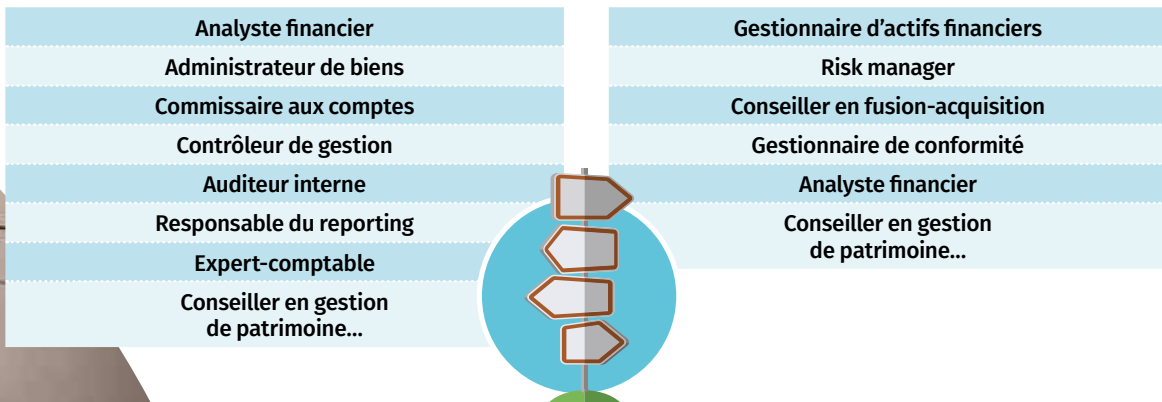 Analyste financier
Administrateur de biens
Commissaire aux comptes
Contrôleur de gestion
Auditeur interne
Responsable du reporting
Expert-comptable
Conseiller en gestion
de patrimoine...
Gestionnaire d’actifs financiers
Risk manager
Conseiller en fusion-acquisition
Gestionnaire de conformité
Analyste financier
Conseiller en gestion
de patrimoine...